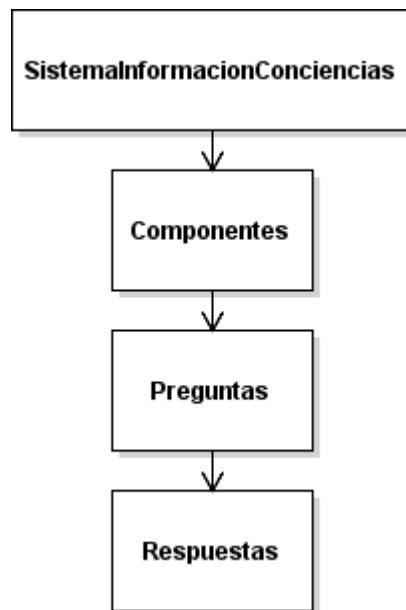 SistemaInformacionConciencias
Componentes
Preguntas
Respuestas